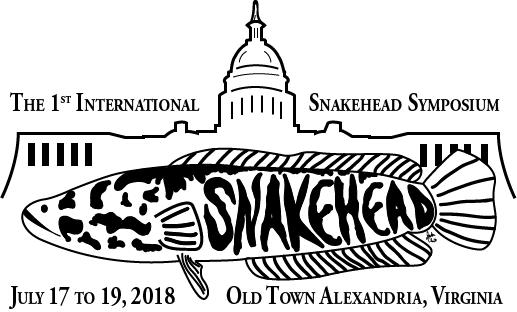 The 1st International Snakehead Symposium
SNAKEHEAD
July 17 to 19, 2018 Old Town Alexandria, Virginia